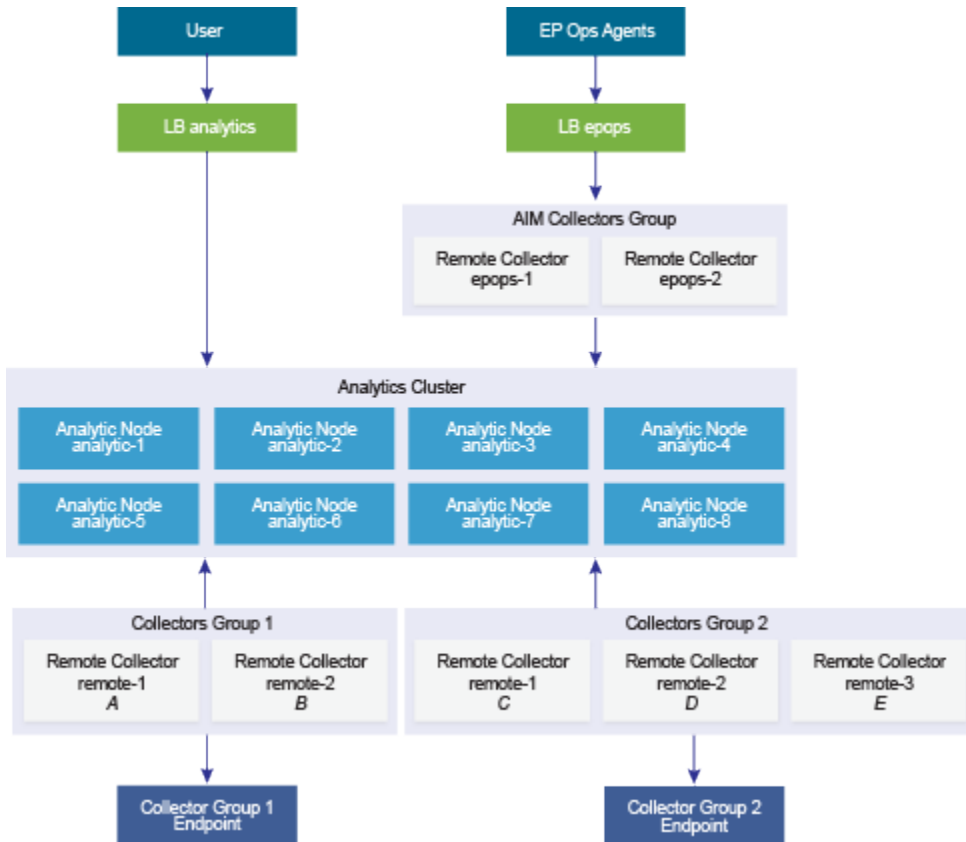 User
EP Ops Agents
LB analytics
LB epops
AIM Collectors Group
Remote Collector
epops-1
Remote Collector
epops-2
Analytics Cluster
Analytic Node
analytic-1
Analytic Node
analytic-2
Analytic Node
analytic-3
Analytic Node
analytic-4
Analytic Node
analytic-5
Analytic Node
analytic-6
Analytic Node
analytic-7
Analytic Node
analytic-8
Collectors Group 1
Remote Collector
remote-1
A
Remote Collector
remote-2
B
Collectors Group 2
Remote Collector
remote-1
C
Remote Collector
remote-2
D
Remote Collector
remote-3
E
Collector Group 1
Endpoint
Collector Group 2
Endpoint